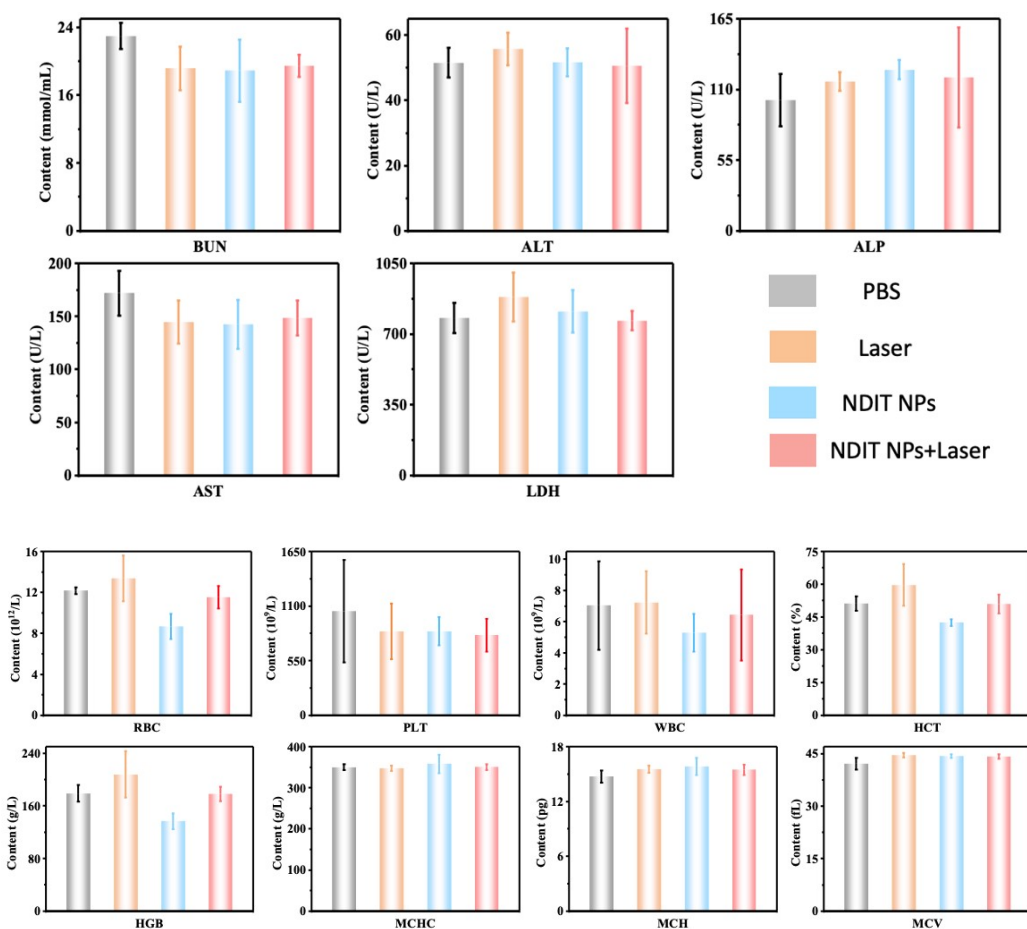 Content (mmol/mL)
24
16
8
0
BUN
Content (U/L)
60
40
20
0
ALT
Content (U/L)
165
110
55
0
ALP
Content (U/L)
200
150
100
50
0
AST
Content (U/L)
1050
700
350
0
LDH
PBS
Laser
NDIT NPs
NDIT NPs+Laser
Content (10¹²/L)
16
12
8
4
0
RBC
Content (10⁹/L)
1650
1100
550
0
PLT
Content (10⁹/L)
10
8
6
4
2
0
WBC
Content (%)
75
60
45
30
15
0
HCT
Content (g/L)
240
160
80
0
HGB
Content (g/L)
400
300
200
100
0
MCHC
Content (pg)
18
15
12
9
6
3
0
MCH
Content (fL)
45
30
15
0
MCV